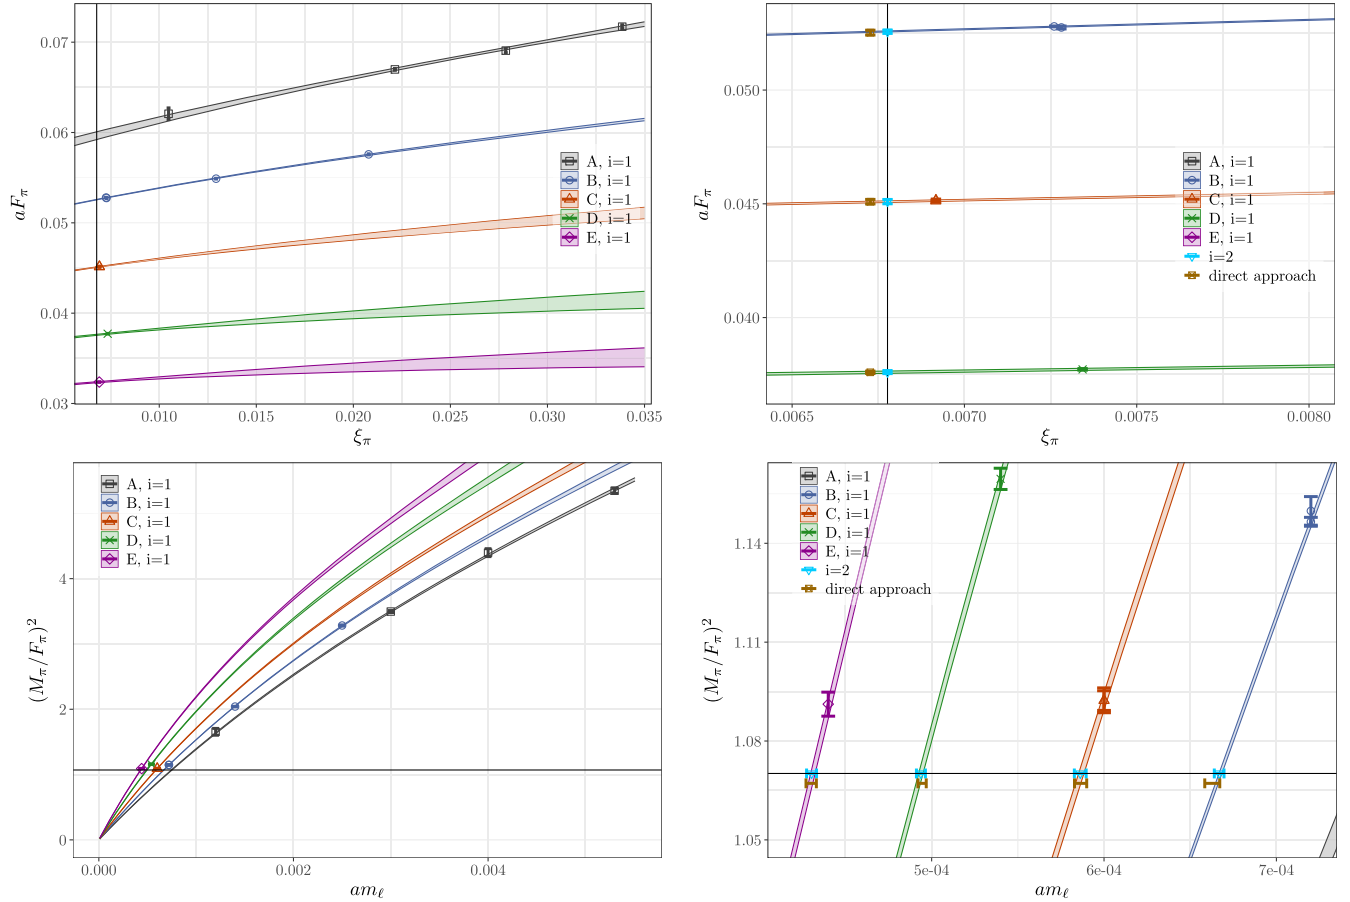 aFπ
0.07
0.06
0.05
0.04
0.03
A, i=1
B, i=1
C, i=1
D, i=1
E, i=1
0.010
0.015
0.020
0.025
0.030
0.035
ξπ
aFπ
0.050
0.045
0.040
A, i=1
B, i=1
C, i=1
D, i=1
E, i=1
i=2
direct approach
0.0065
0.0070
0.0075
0.0080
ξπ
(Mπ/Fπ)²
4
2
0
A, i=1
B, i=1
C, i=1
D, i=1
E, i=1
0.000
0.002
0.004
amℓ
(Mπ/Fπ)²
1.14
1.11
1.08
1.05
A, i=1
B, i=1
C, i=1
D, i=1
E, i=1
i=2
direct approach
5e-04
6e-04
7e-04
amℓ